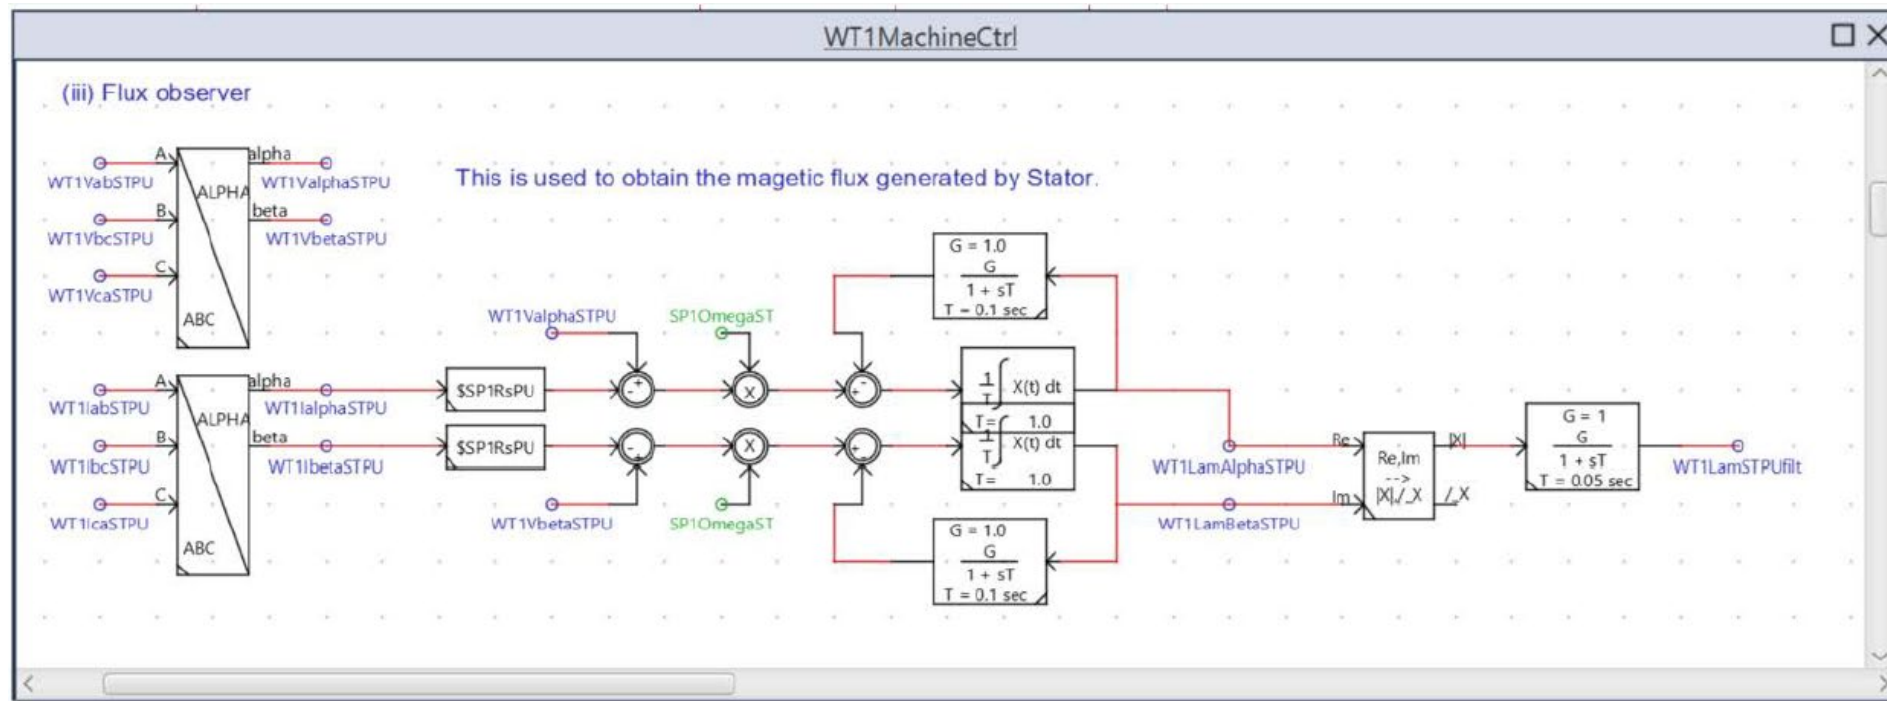 WT1MachineCtrl
(iii) Flux observer
This is used to obtain the magetic flux generated by Stator.
A
alpha
WT1VabSTPU
ALPHA
WT1ValphaSTPU
B
beta
WT1VbcSTPU
WT1VbetaSTPU
C
WT1VcaSTPU
ABC
A
alpha
WT1IabSTPU
ALPHA
WT1IalphaSTPU
B
beta
WT1IbcSTPU
WT1IbetaSTPU
C
WT1IcaSTPU
ABC
$SP1RsPU
$SP1RsPU
WT1ValphaSTPU
SP1OmegaST
- +
X
+ -
- +
X
+ -
WT1VbetaSTPU
SP1OmegaST
G = 1.0
G
1 + sT
T = 0.1 sec
1
T
∫
X(t) dt
T= 1.0
1
T
∫
X(t) dt
T= 1.0
G = 1.0
G
1 + sT
T = 0.1 sec
WT1LamAlphaSTPU
WT1LamBetaSTPU
Re
Im
Re,Im
-->
|X|,/_X
|X|
/_X
G = 1
G
1 + sT
T = 0.05 sec
WT1LamSTPUfilt